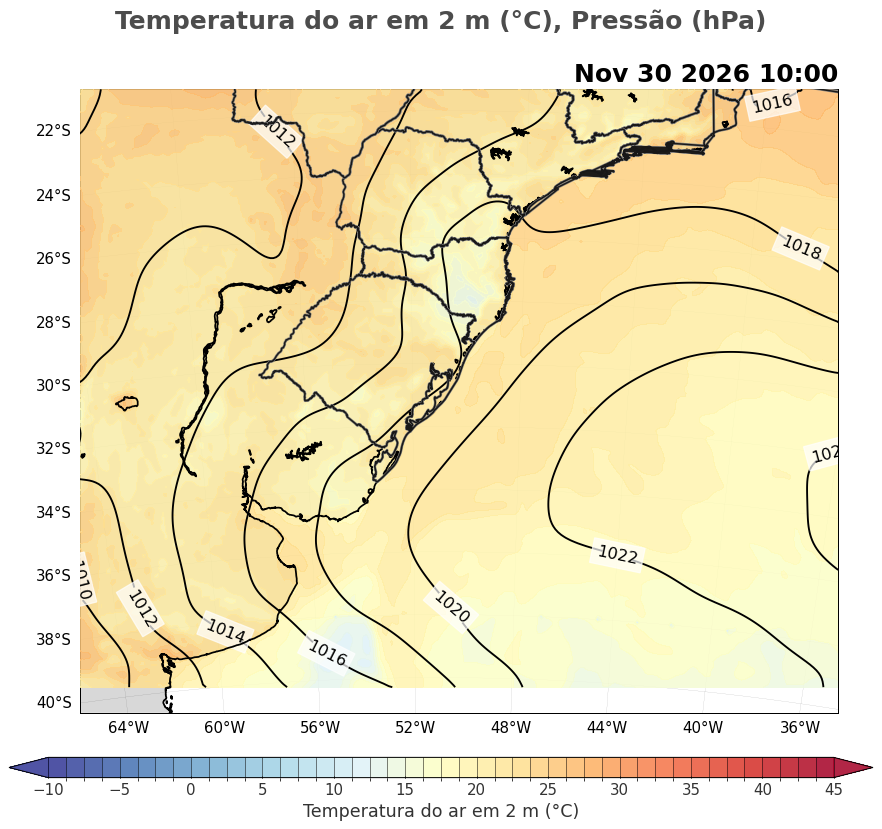 Temperatura do ar em 2 m (°C), Pressão (hPa)
Nov 30 2026 10:00
1016
1012
22°S
24°S
1018
26°S
28°S
30°S
32°S
102
34°S
1022
36°S
1010
1012
1020
1014
1016
38°S
40°S
64°W 60°W 56°W 52°W 48°W 44°W 40°W 36°W
−10 −5 0 5 10 15 20 25 30 35 40 45
Temperatura do ar em 2 m (°C)